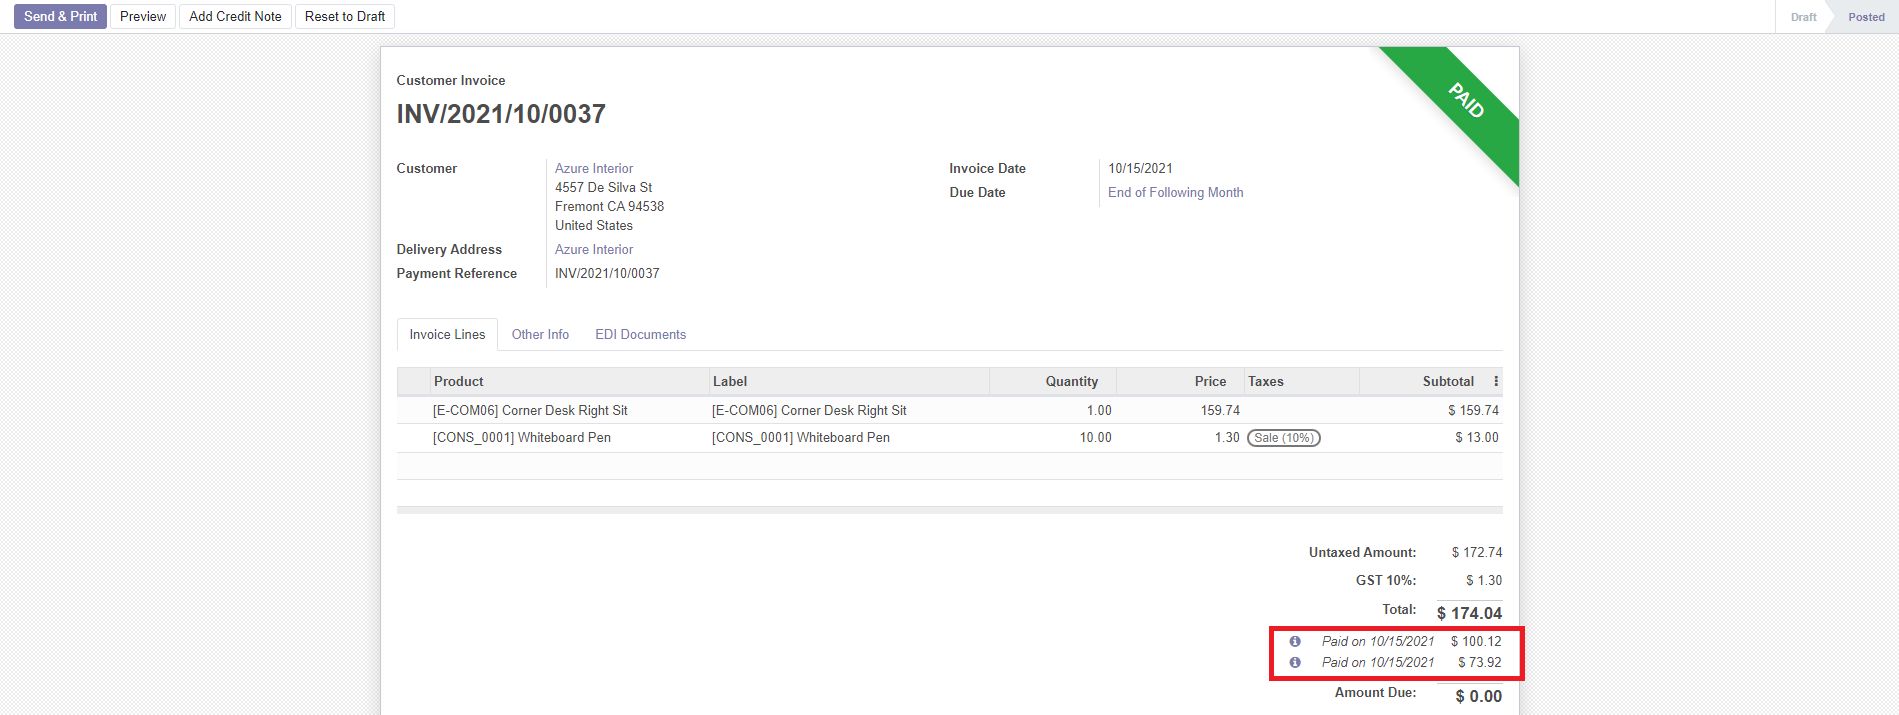 Send & Print Preview Add Credit Note Reset to Draft Draft Posted
PAID
Customer Invoice
INV/2021/10/0037
Customer Azure Interior Invoice Date 10/15/2021
4557 De Silva St Due Date End of Following Month
Fremont CA 94538
United States
Delivery Address Azure Interior
Payment Reference INV/2021/10/0037
Invoice Lines Other Info EDI Documents
Product Label Quantity Price Taxes Subtotal
[E-COM06] Corner Desk Right Sit [E-COM06] Corner Desk Right Sit 1.00 159.74 $ 159.74
[CONS_0001] Whiteboard Pen [CONS_0001] Whiteboard Pen 10.00 1.30 Sale (10%) $ 13.00
Untaxed Amount: $ 172.74
GST 10%: $ 1.30
Total: $ 174.04
Paid on 10/15/2021 $ 100.12
Paid on 10/15/2021 $ 73.92
Amount Due: $ 0.00